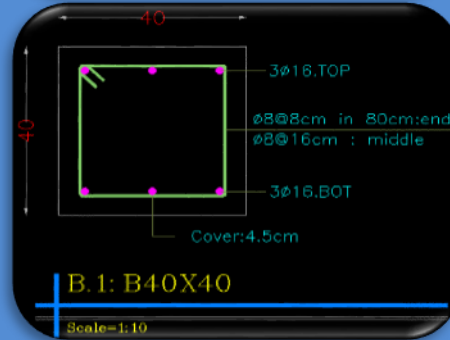 40
40
3ø16.TOP
ø8@8cm in 80cm:end
ø8@16cm : middle
3ø16.BOT
Cover:4.5cm
B.1: B40X40
Scale=1:10